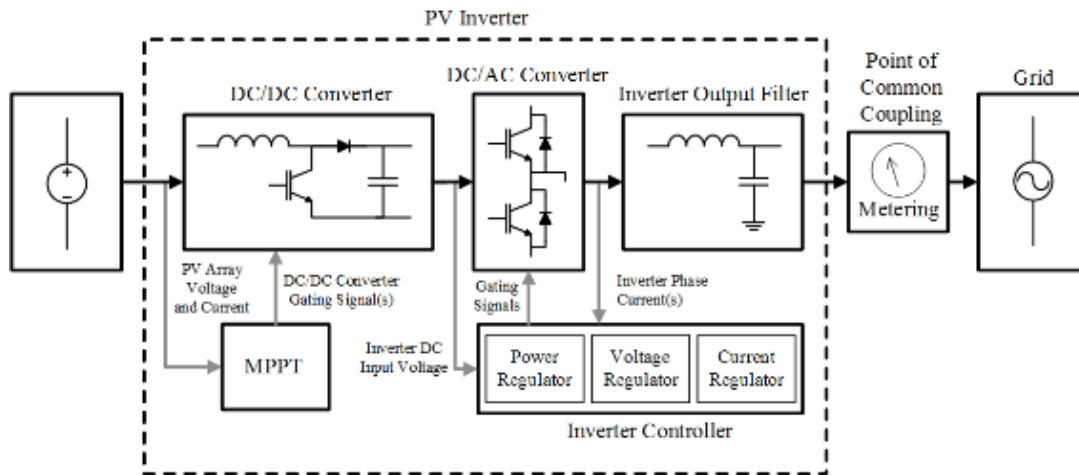 PV Inverter
DC/DC Converter
DC/AC Converter
Inverter Output Filter
Point of
Common
Coupling
Grid
Metering
PV Array
Voltage
and Current
DC/DC Converter
Gating Signal(s)
Gating
Signals
Inverter Phase
Current(s)
MPPT
Inverter DC
Input Voltage
Power
Regulator
Voltage
Regulator
Current
Regulator
Inverter Controller